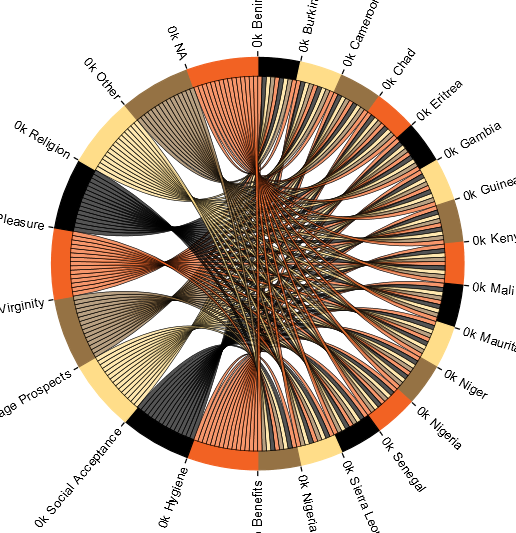 0k Benin
0k Burkin
0k Cameroon
0k Chad
0k Eritrea
0k Gambia
0k Guinea
0k Keny
0k Mali
0k Maurita
0k Niger
0k Nigeria
0k Senegal
0k Sierra Leo
0k Nigeria
Benefits
0k Hygiene
0k Social Acceptance
age Prospects
Virginity
Pleasure
0k Religion
0k Other
0k NA